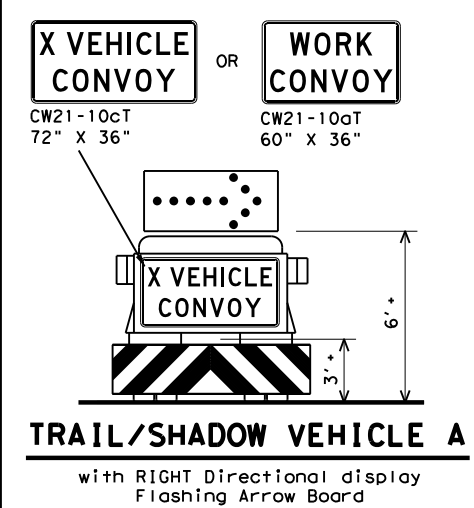 X VEHICLE
CONVOY
OR
WORK
CONVOY
CW21-10cT
72" X 36"
CW21-10aT
60" X 36"
X VEHICLE
CONVOY
6'+
3'+
TRAIL/SHADOW VEHICLE A
with RIGHT Directional display
Flashing Arrow Board